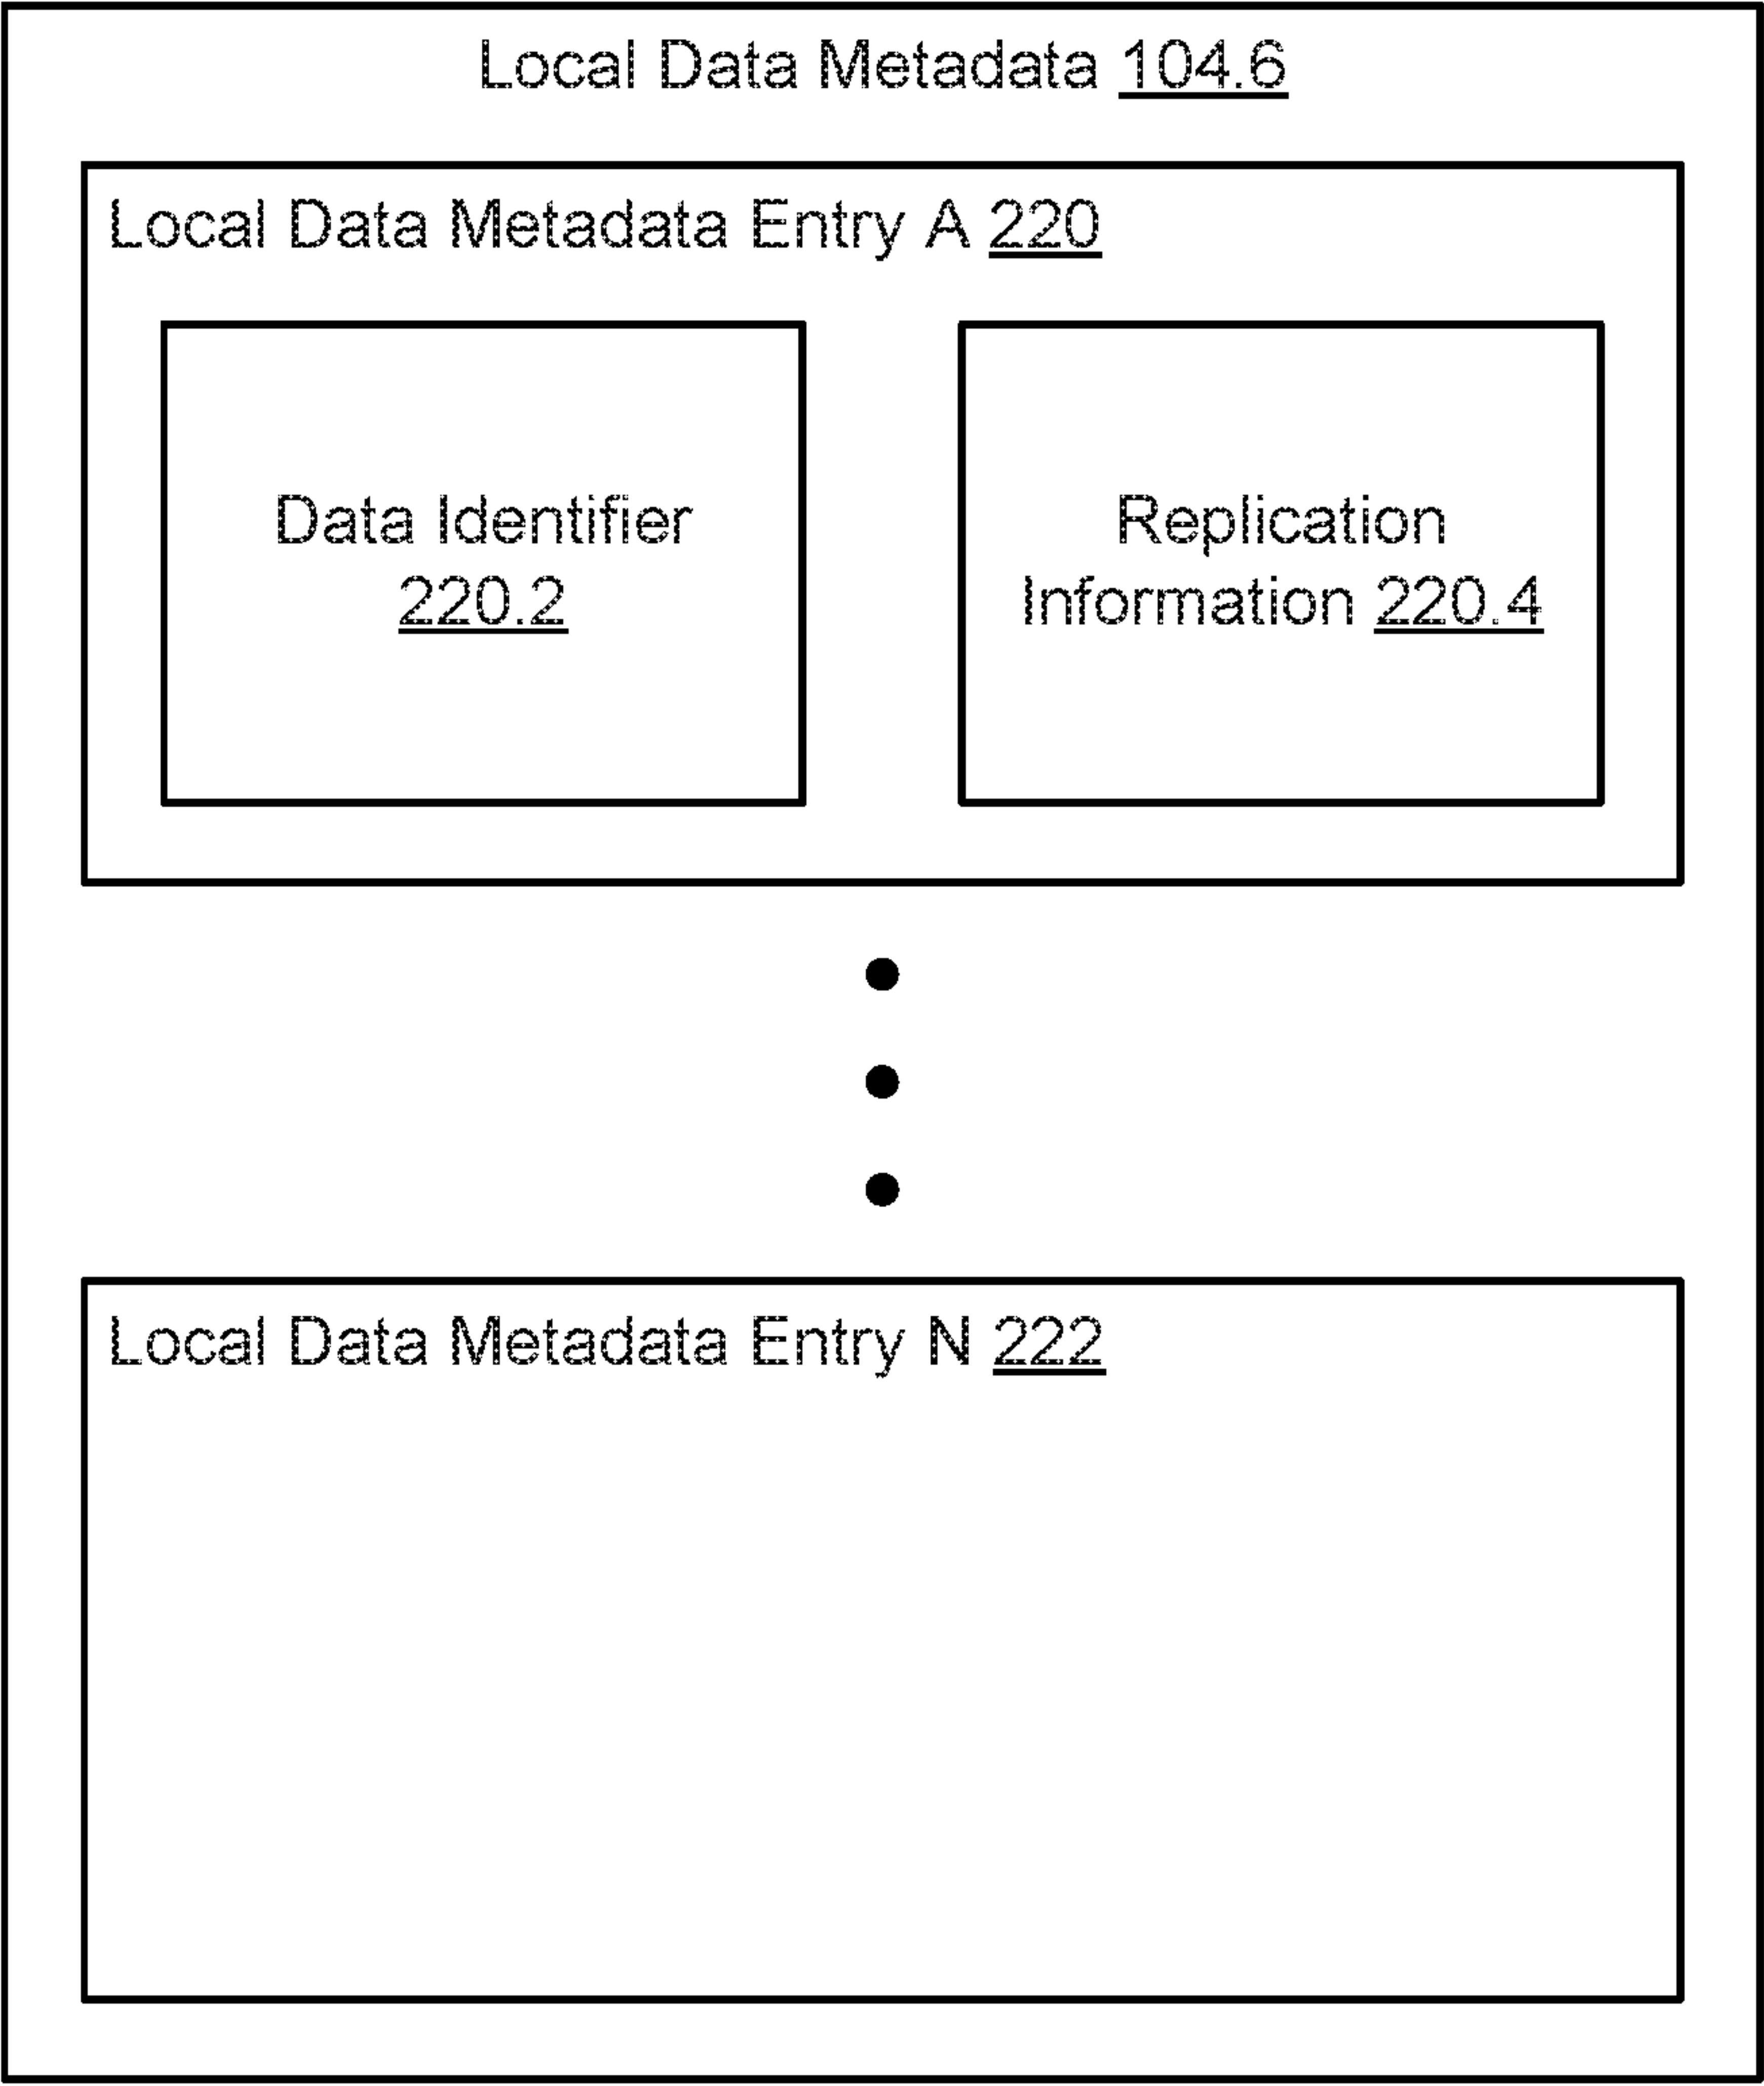 Local Data Metadata 104.6
Local Data Metadata Entry A 220
Data Identifier
220.2
Replication
Information 220.4
Local Data Metadata Entry N 222